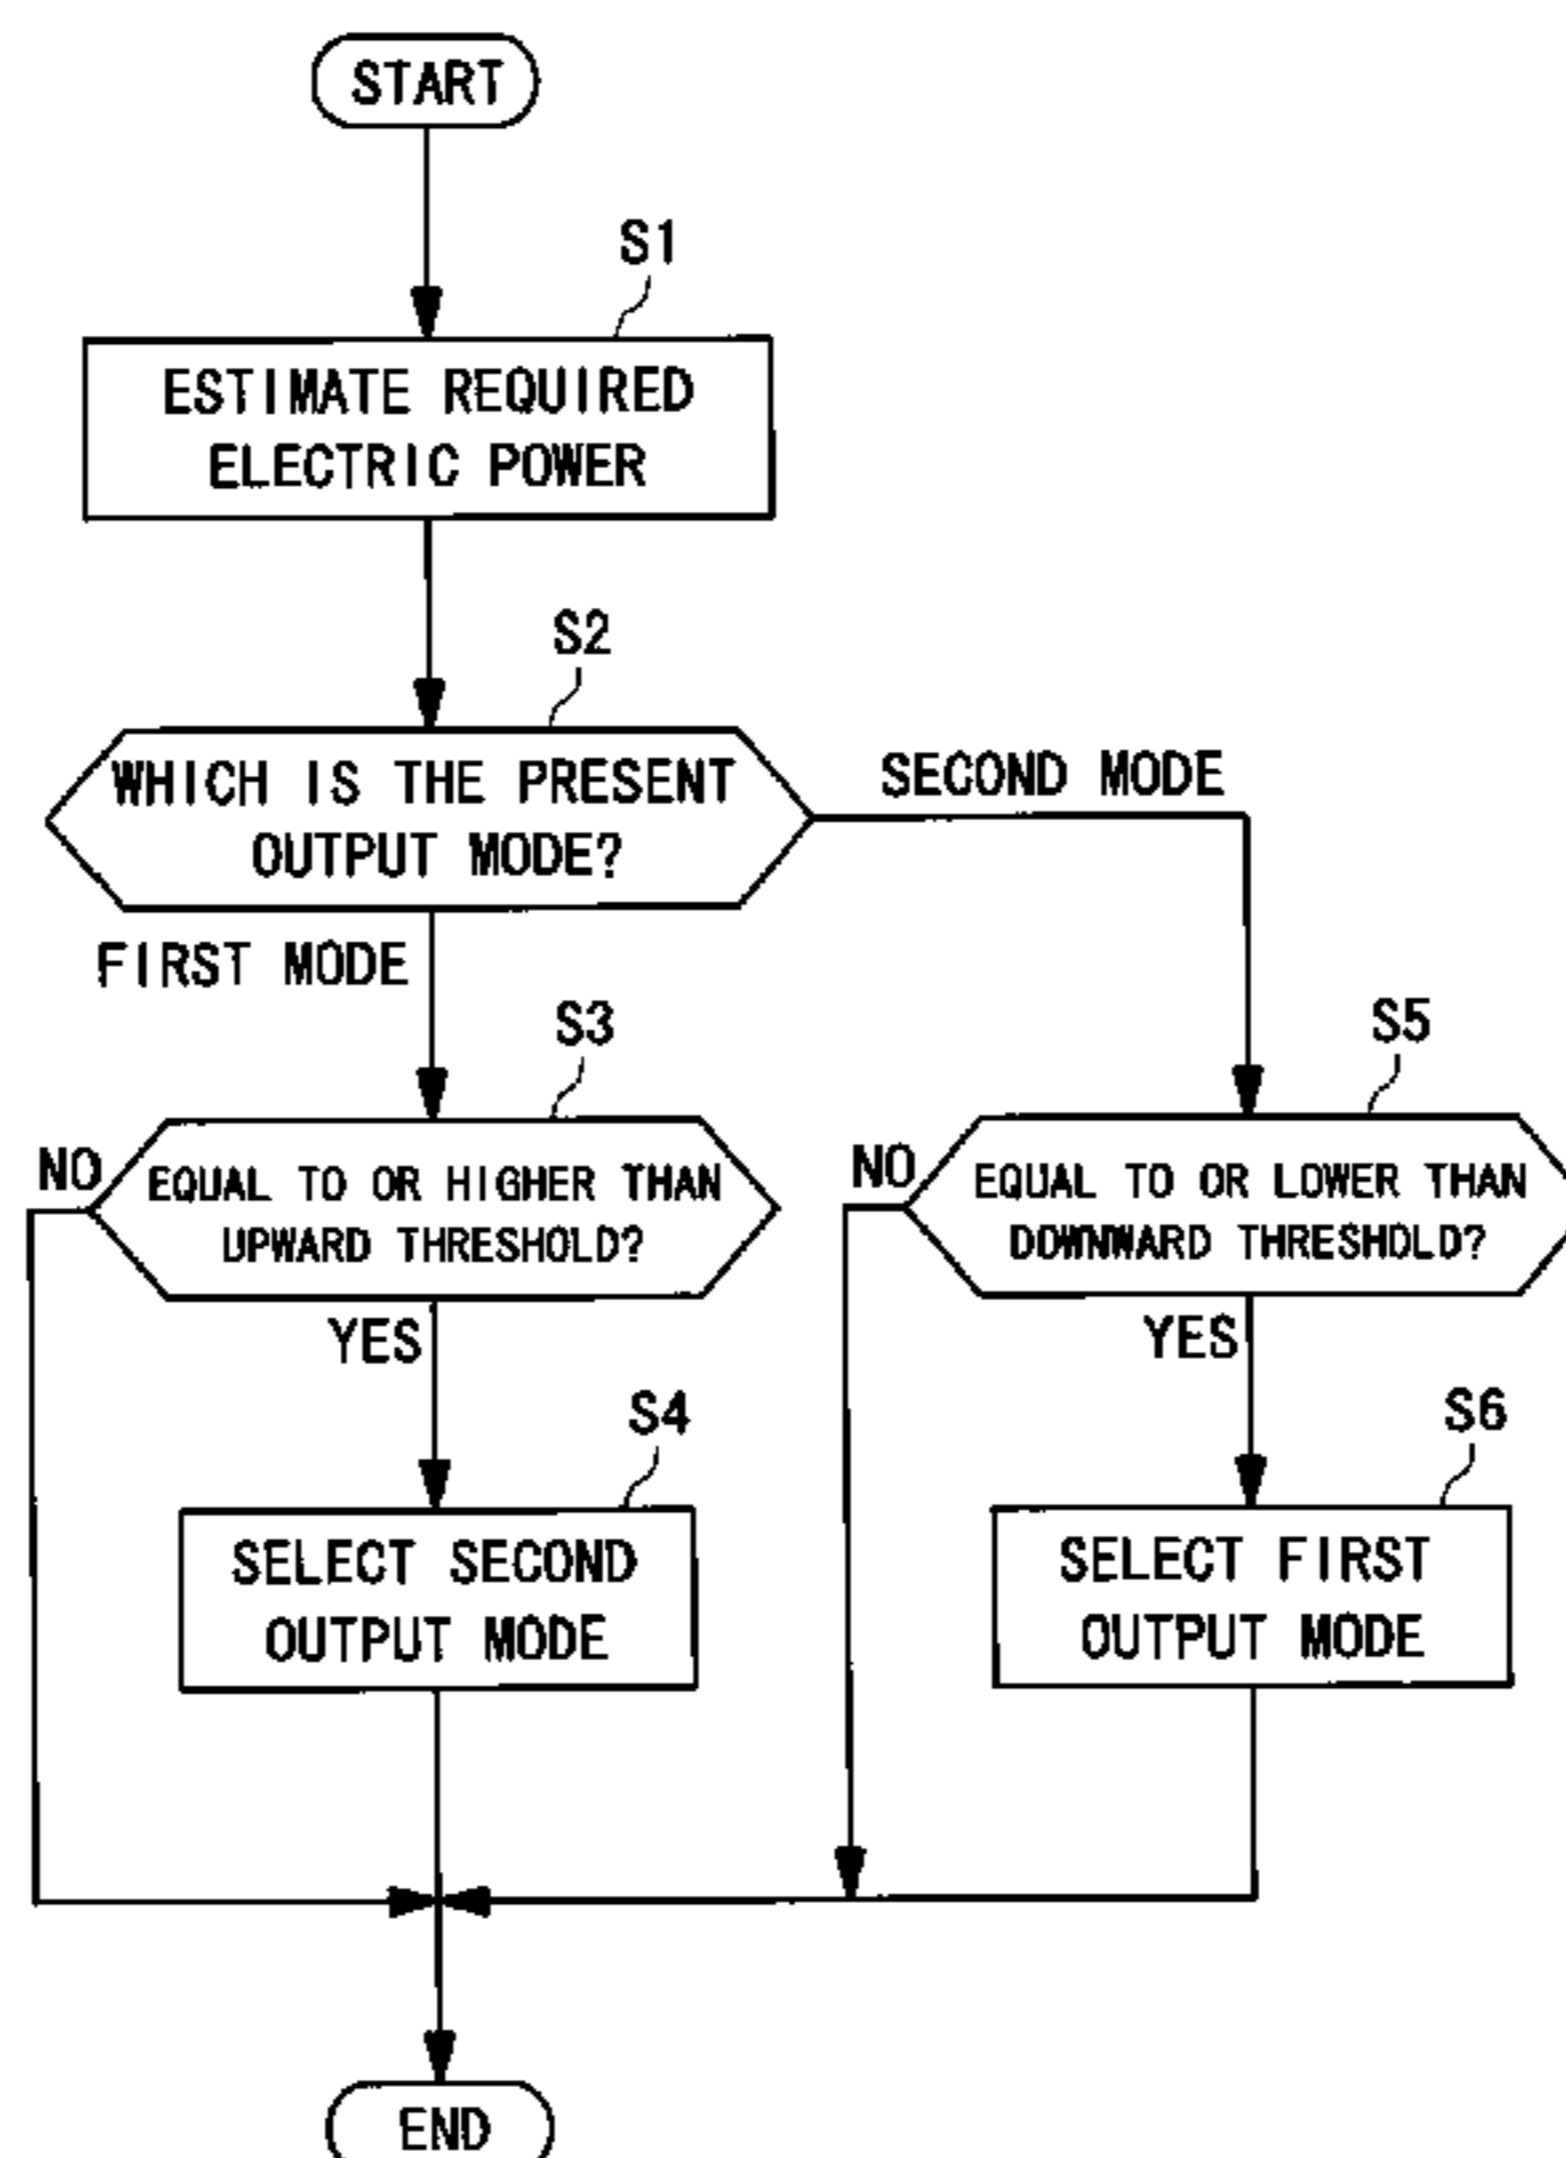 START
S1
ESTIMATE REQUIRED
ELECTRIC POWER
S2
WHICH IS THE PRESENT
OUTPUT MODE?
SECOND MODE
FIRST MODE
S3
NO
EQUAL TO OR HIGHER THAN
UPWARD THRESHOLD?
YES
S4
SELECT SECOND
OUTPUT MODE
S5
NO
EQUAL TO OR LOWER THAN
DOWNWARD THRESHOLD?
YES
S6
SELECT FIRST
OUTPUT MODE
END